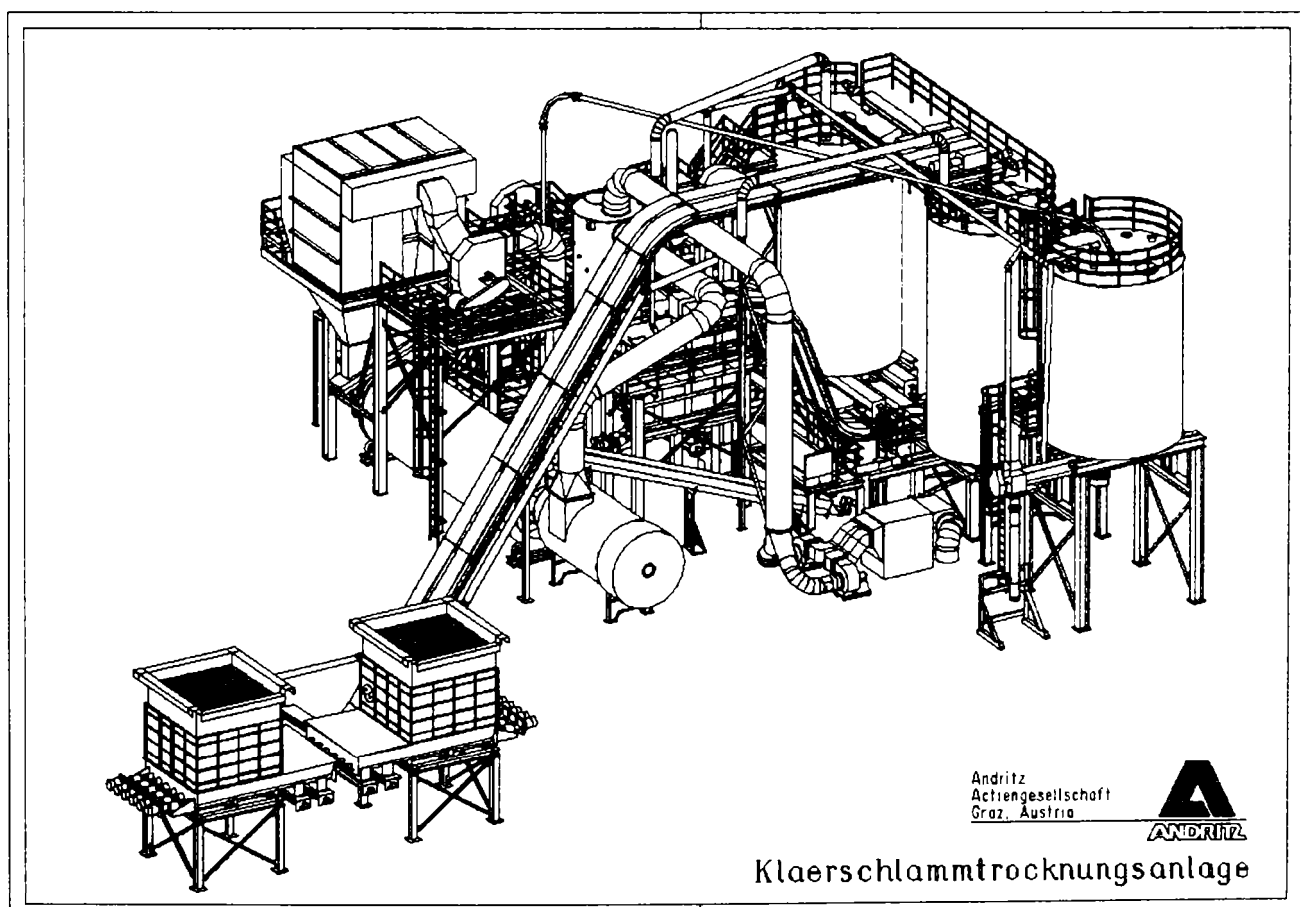 Andritz
Actiengesellschaft
Graz, Austria
ANDRITZ
Klaerschlammtrocknungsanlage